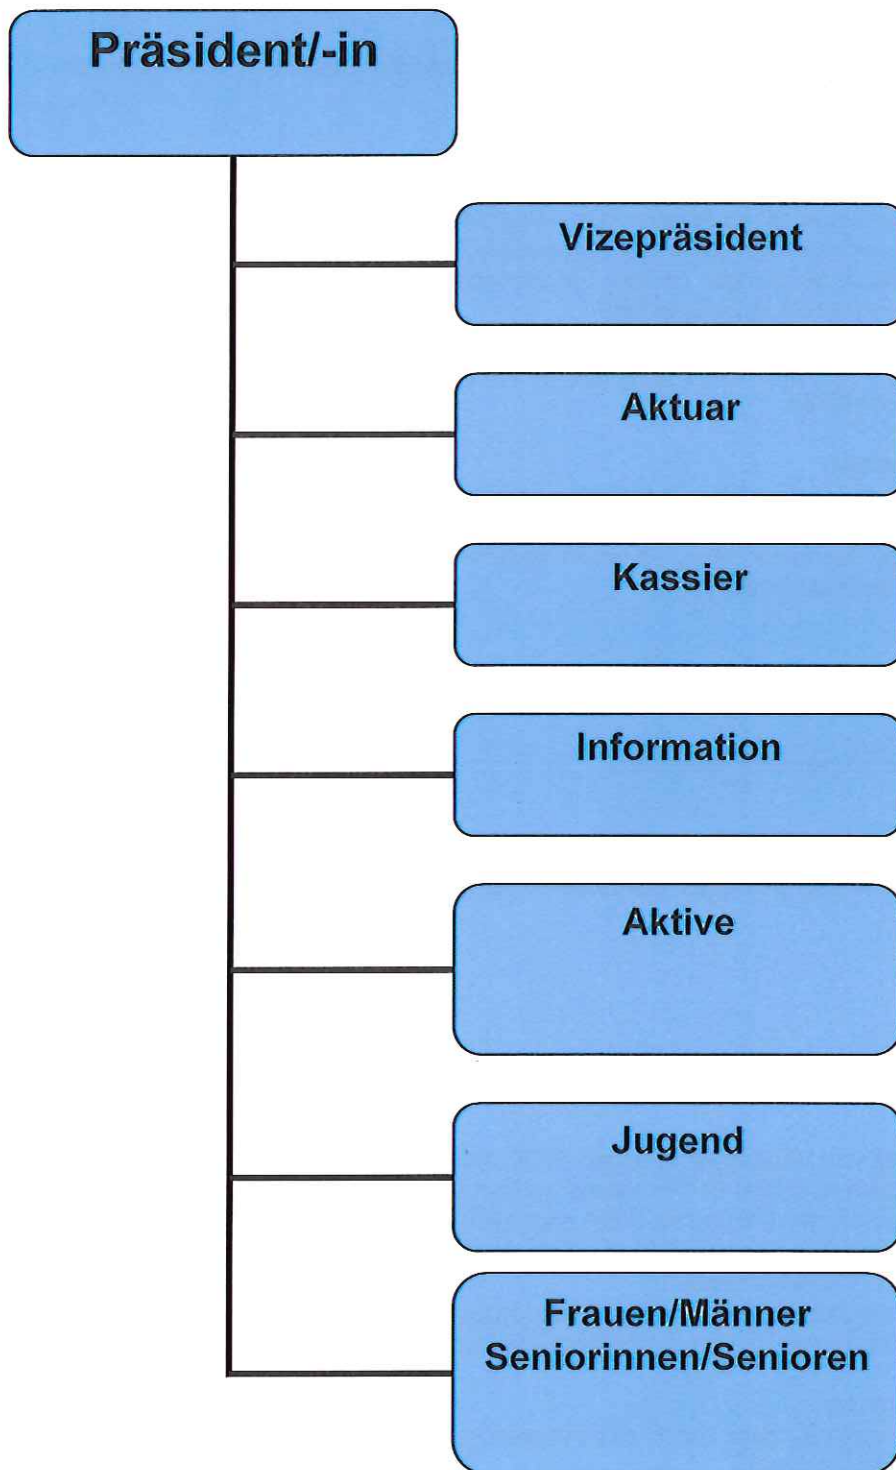 Präsident/-in
Vizepräsident
Aktuar
Kassier
Information
Aktive
Jugend
Frauen/Männer
Seniorinnen/Senioren